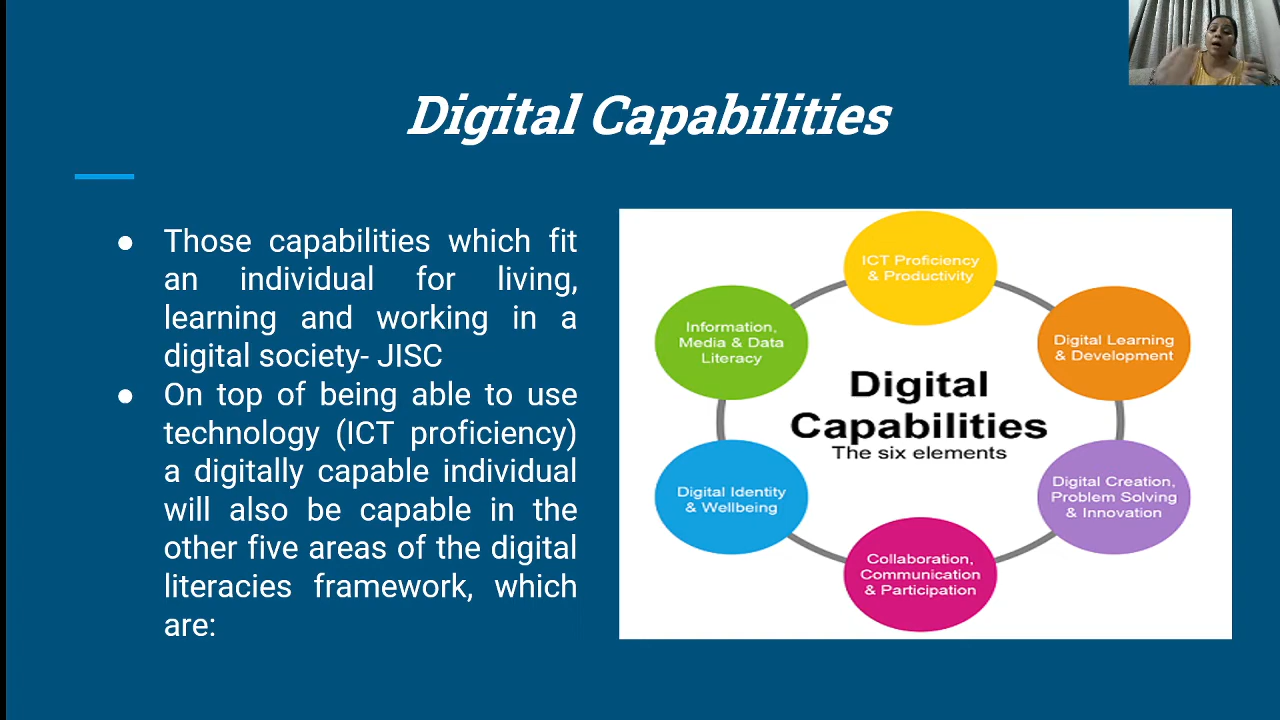 Digital Capabilities
● Those capabilities which fit
an individual for living,
learning and working in a
digital society- JISC
● On top of being able to use
technology (ICT proficiency)
a digitally capable individual
will also be capable in the
other five areas of the digital
literacies framework, which
are:
ICT Proficiency
& Productivity
Information,
Media & Data
Literacy
Digital Learning
& Development
Digital
Capabilities
The six elements
Digital Identity
& Wellbeing
Digital Creation,
Problem Solving
& Innovation
Collaboration,
Communication
& Participation